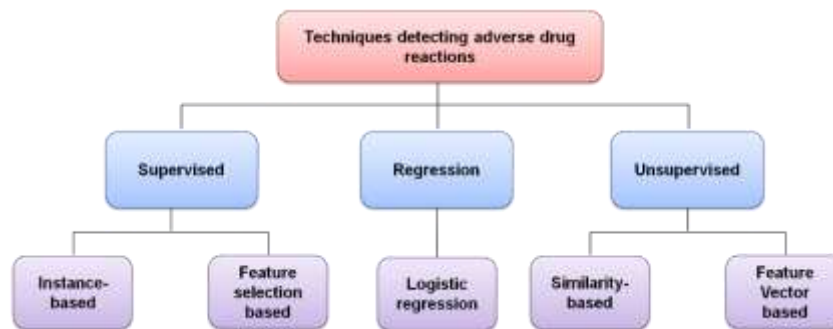 Techniques detecting adverse drug
reactions
Supervised
Regression
Unsupervised
Instance-
based
Feature
selection
based
Logistic
regression
Similarity-
based
Feature
Vector
based